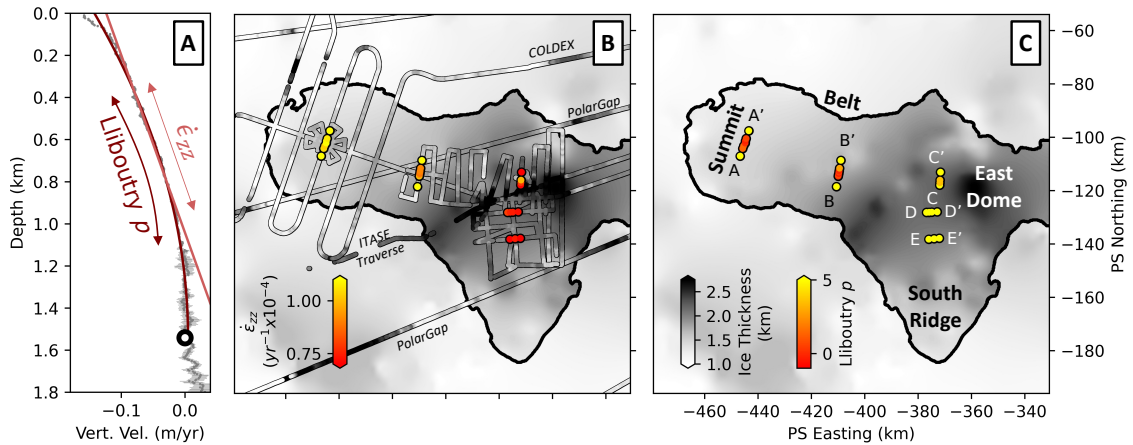 A
0.0
0.2
0.4
0.6
0.8
1.0
1.2
1.4
1.6
1.8
Depth (km)
Lliboutry p
ε̇zz
−0.1
0.0
Vert. Vel. (m/yr)
B
COLDEX
PolarGap
ITASE
Traverse
PolarGap
ε̇zz
(yr⁻¹x10⁻⁴)
1.00
0.75
C
Summit
Belt
A'
A
B'
B
C'
C
D
D'
E
E'
East
Dome
South
Ridge
2.5
2.0
1.5
1.0
Ice Thickness
(km)
5
0
Lliboutry p
−460
−440
−420
−400
−380
−360
−340
PS Easting (km)
−60
−80
−100
−120
−140
−160
−180
PS Northing (km)